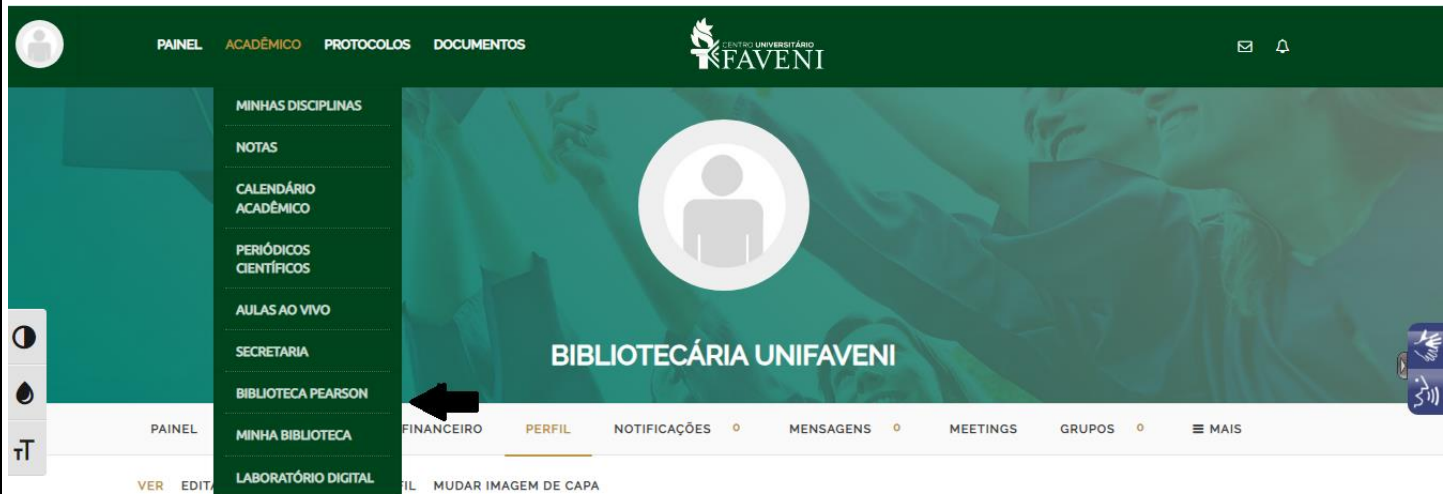 PAINEL ACADÊMICO PROTOCOLOS DOCUMENTOS
CENTRO UNIVERSITÁRIO
FAVENI
MINHAS DISCIPLINAS
NOTAS
CALENDÁRIO
ACADÊMICO
PERIÓDICOS
CIENTÍFICOS
AULAS AO VIVO
SECRETARIA
BIBLIOTECA PEARSON
MINHA BIBLIOTECA
LABORATÓRIO DIGITAL
BIBLIOTECÁRIA UNIFAVENI
PAINEL FINANCEIRO PERFIL NOTIFICAÇÕES 0 MENSAGENS 0 MEETINGS GRUPOS 0 MAIS
TT
VER MUDAR IMAGEM DE CAPA